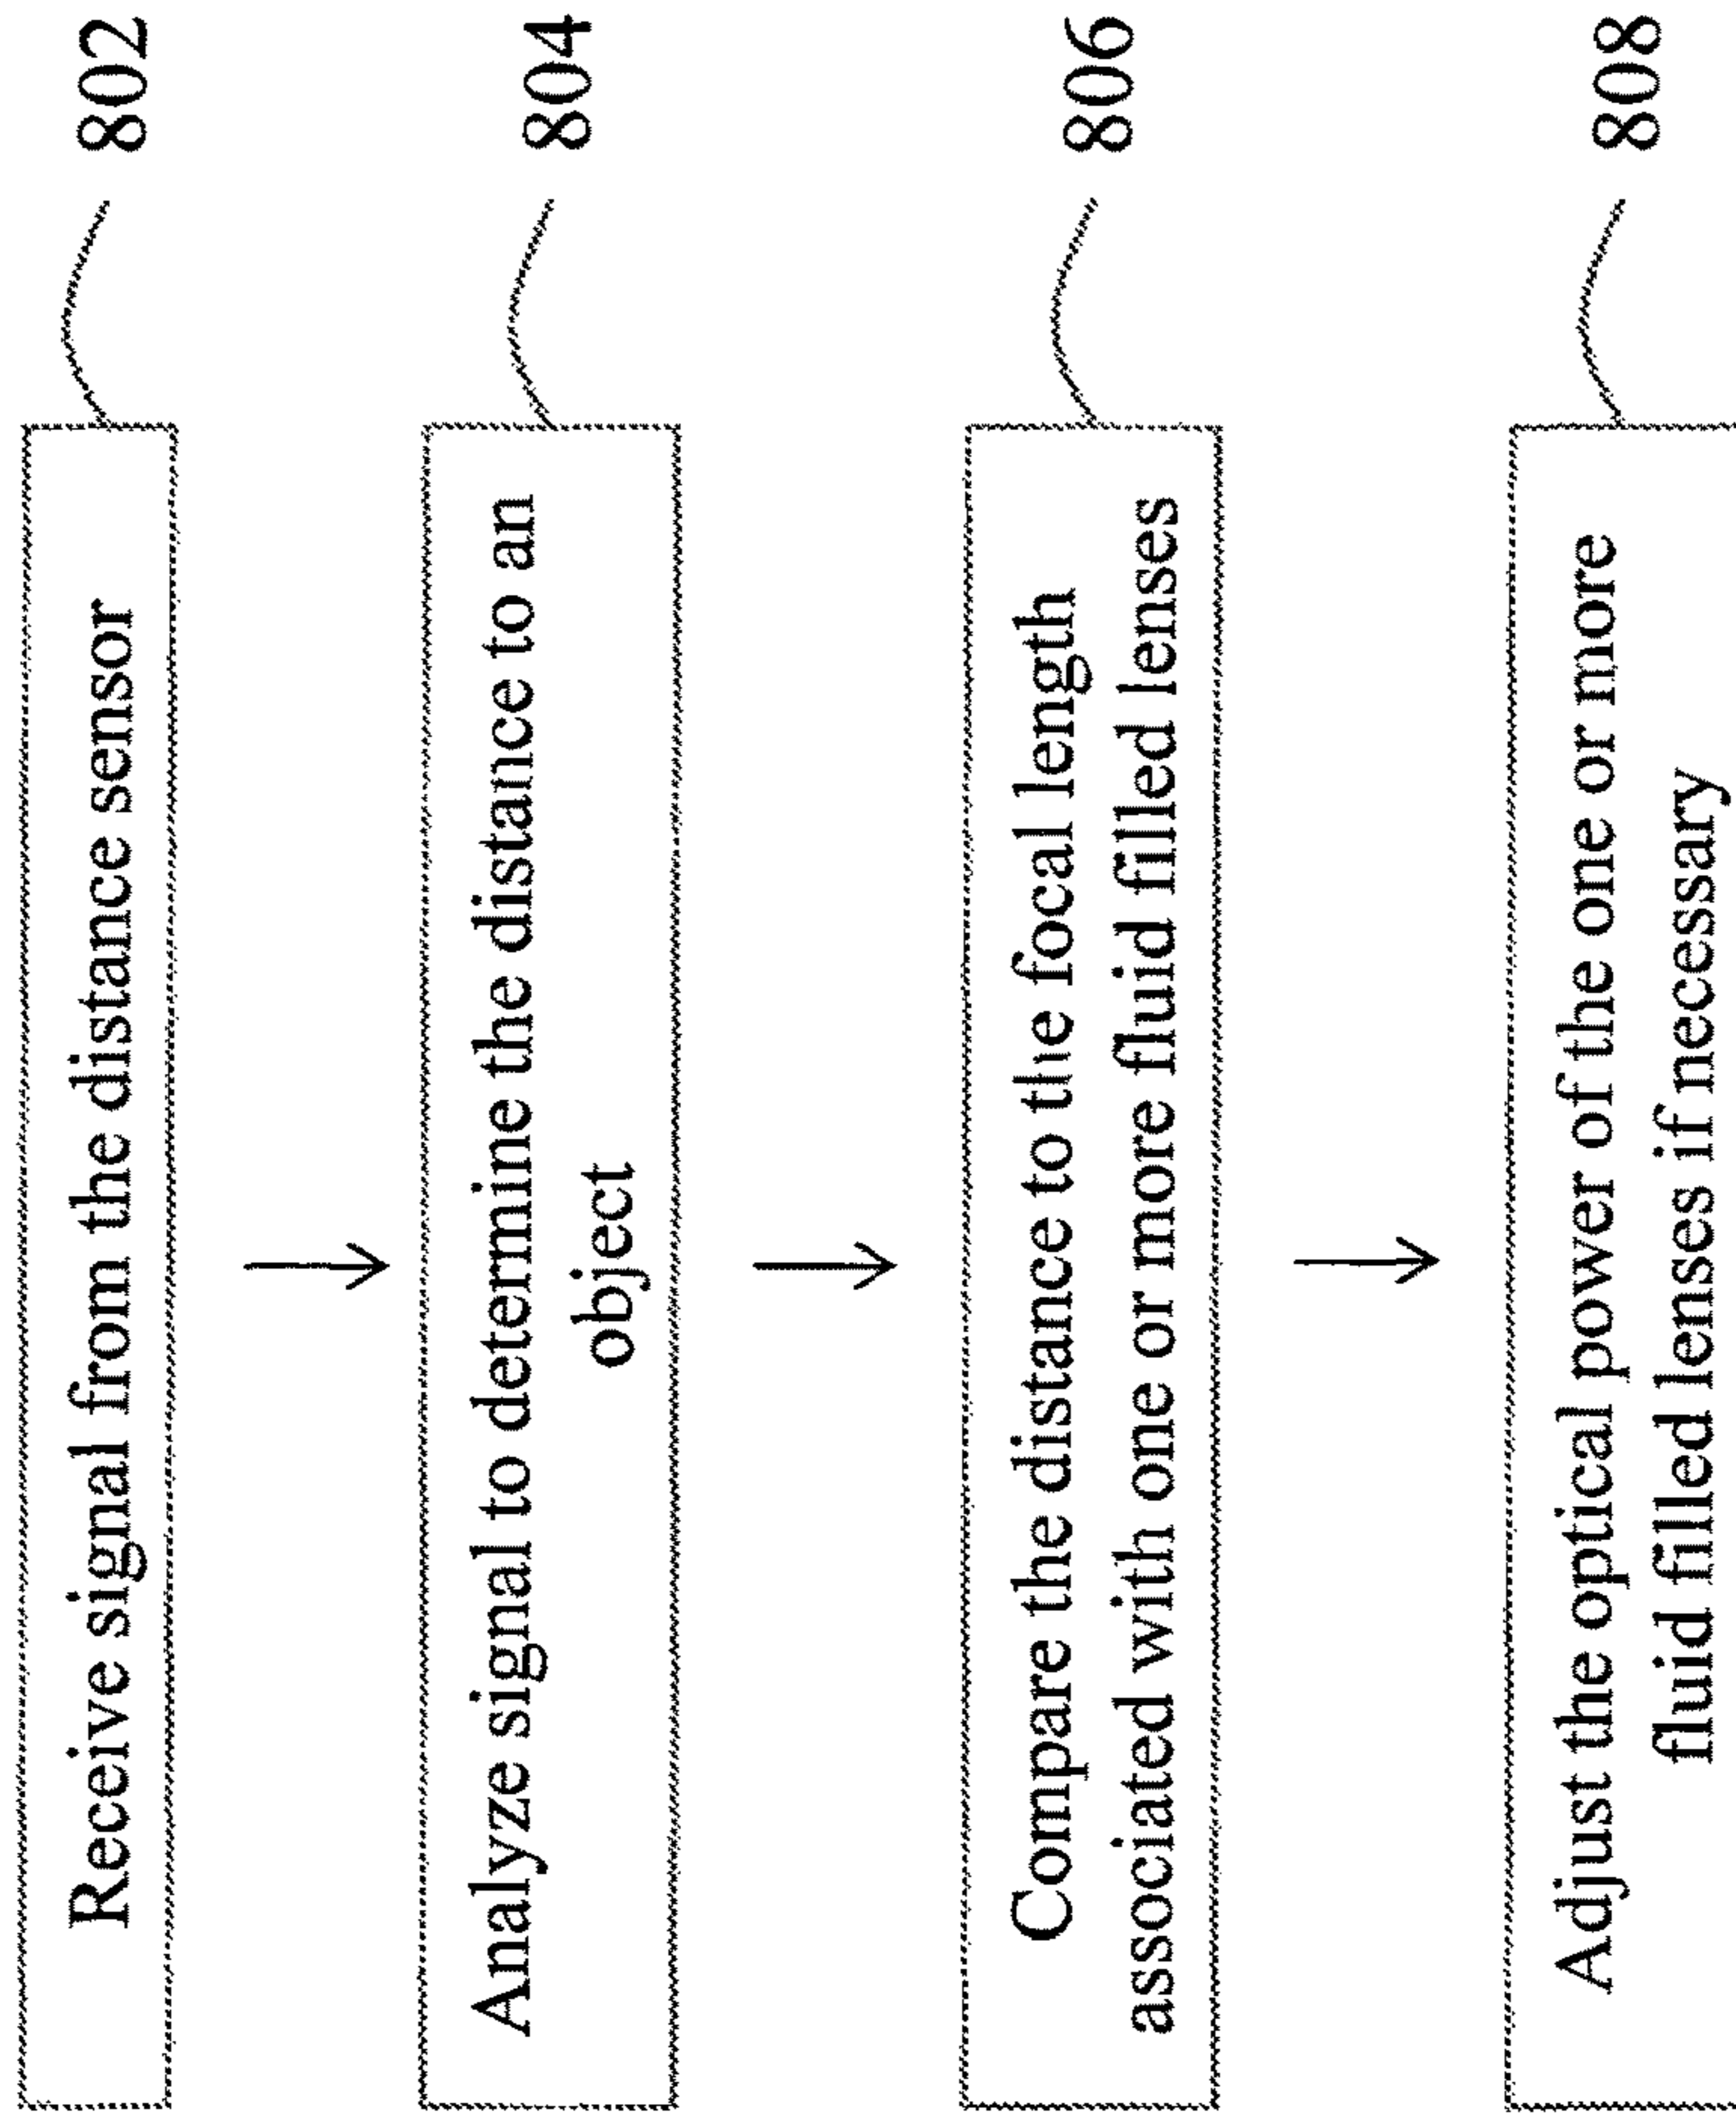 Receive signal from the distance sensor
802
Analyze signal to determine the distance to an
object
804
Compare the distance to the focal length
associated with one or more fluid filled lenses
806
Adjust the optical power of the one or more
fluid filled lenses if necessary
808